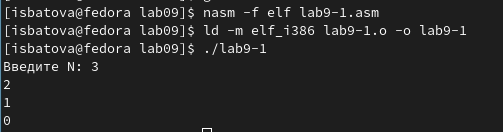 [isbatova@fedora lab09]$ nasm -f elf lab9-1.asm
[isbatova@fedora lab09]$ ld -m elf_i386 lab9-1.o -o lab9-1
[isbatova@fedora lab09]$ ./lab9-1
Введите N: 3
2
1
0